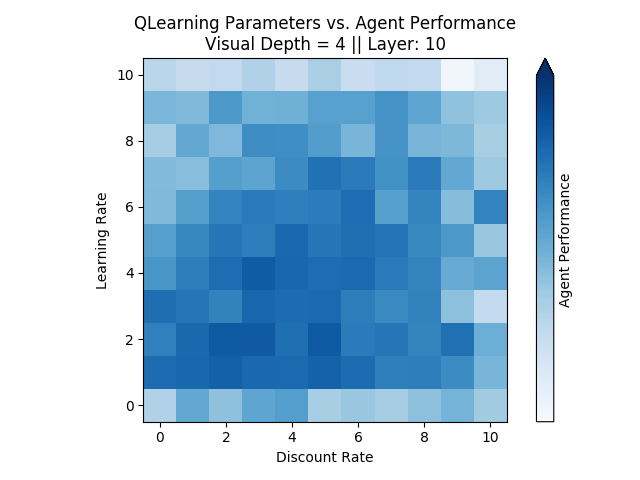 QLearning Parameters vs. Agent Performance
Visual Depth = 4 || Layer: 10
10
8
6
4
2
0
Learning Rate
0 2 4 6 8 10
Discount Rate
Agent Performance